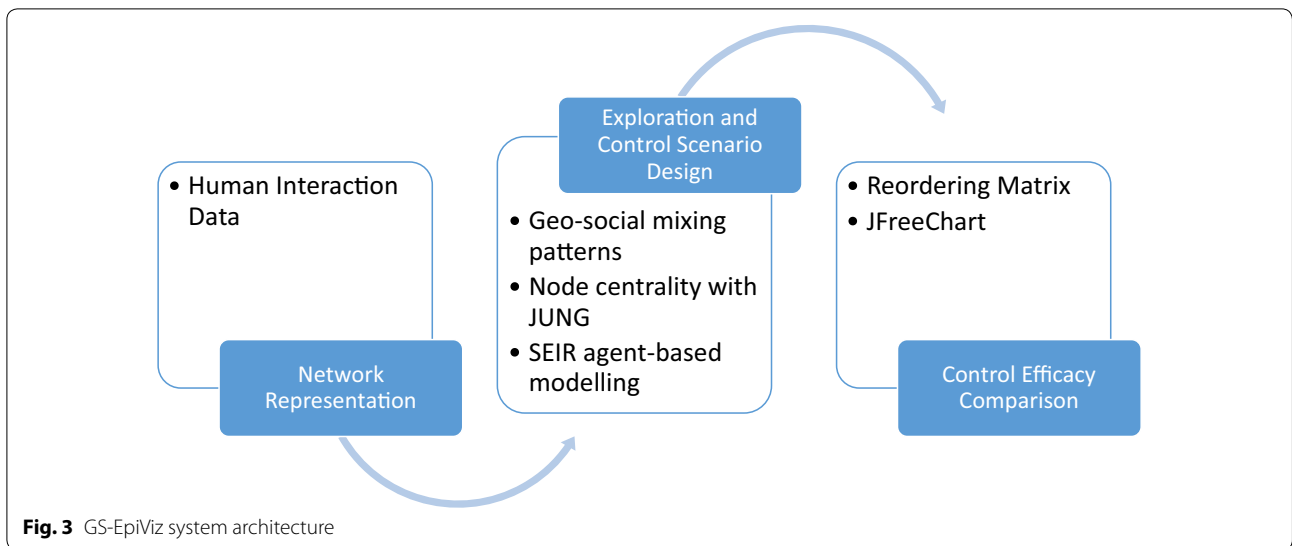 • Human Interaction
Data
Network
Representation
Exploration and
Control Scenario
Design
• Geo-social mixing
patterns
• Node centrality with
JUNG
• SEIR agent-based
modelling
• Reordering Matrix
• JFreeChart
Control Efficacy
Comparison
Fig. 3 GS-EpiViz system architecture